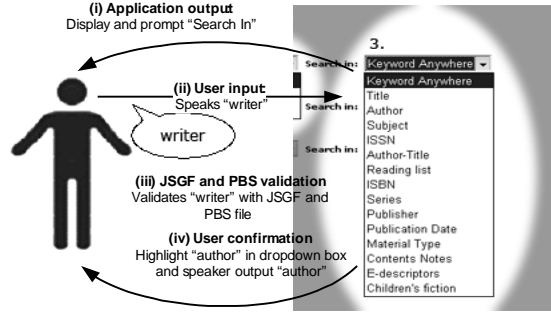 (i) Application output
Display and prompt “Search In”
(ii) User input
Speaks “writer”
writer
(iii) JSGF and PBS validation
Validates “writer” with JSGF and
PBS file
(iv) User confirmation
Highlight “author” in dropdown box
and speaker output “author”
3.
Search in: Keyword Anywhere
Keyword Anywhere
Search in:
Title
Author
Subject
Search in:
ISSN
Author-Title
Reading list
ISBN
Series
Publisher
Publication Date
Material Type
Contents Notes
E-descriptors
Children's fiction